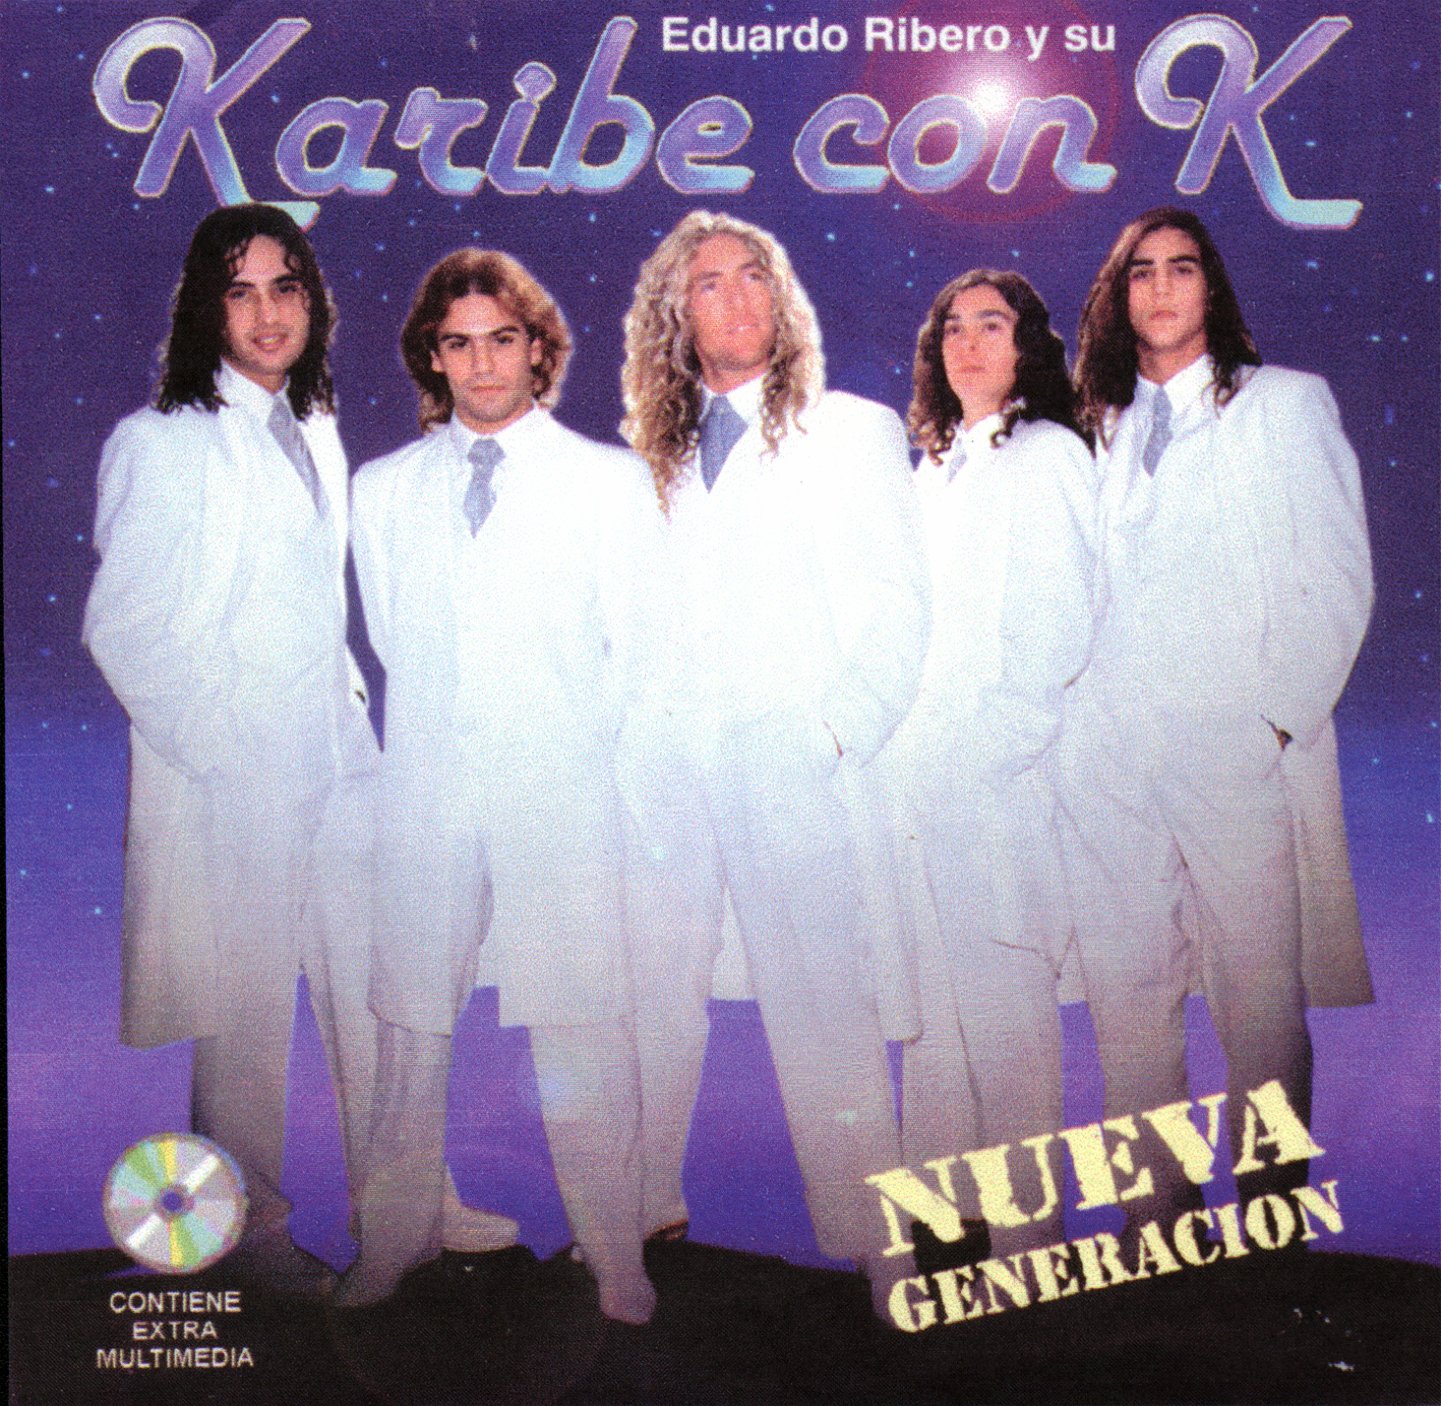 Eduardo Ribero y su
Karibe con K
NUEVA
GENERACION
CONTIENE
EXTRA
MULTIMEDIA